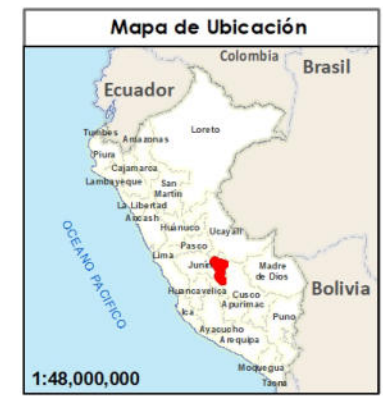 Mapa de Ubicación
Colombia
Brasil
Ecuador
Tumbes
Amazonas
Loreto
Piura
Cajamarca
Lambayeque
San
Martín
La Libertad
Ancash
Huánuco
Ucayali
Pasco
Lima
Junín
Madre
de Dios
OCEANO PACIFICO
Huancavelica
Cusco
Bolivia
Apurimac
Ica
Puno
Ayacucho
Arequipa
Moquegua
Tacna
1:48,000,000